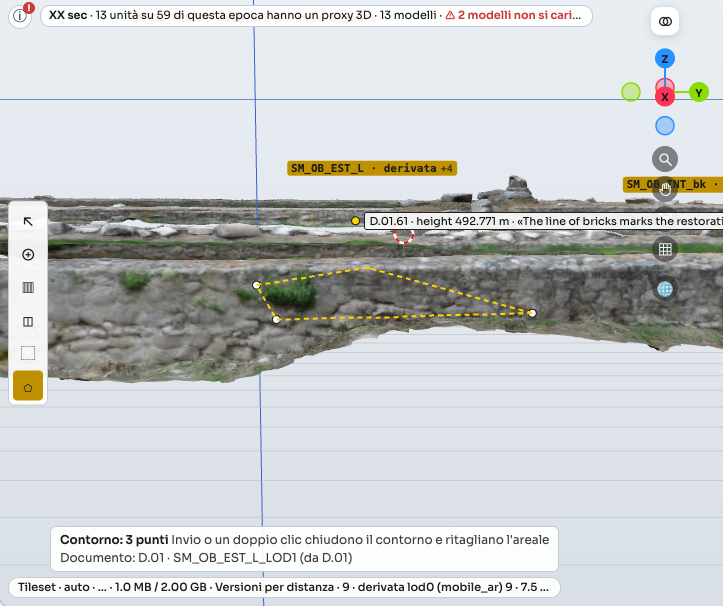 XX sec · 13 unità su 59 di questa epoca hanno un proxy 3D · 13 modelli · ⚠ 2 modelli non si cari...
Z
X
Y
SM_OB_EST_L · derivata +4
SM_OB_INT_bk ·
D.01.61 · height 492.771 m · «The line of bricks marks the restorati
Contorno: 3 punti Invio o un doppio clic chiudono il contorno e ritagliano l'areale
Documento: D.01 · SM_OB_EST_L_LOD1 (da D.01)
Tileset · auto · ... · 1.0 MB / 2.00 GB · Versioni per distanza · 9 · derivata lod0 (mobile_ar) 9 · 7.5 ...